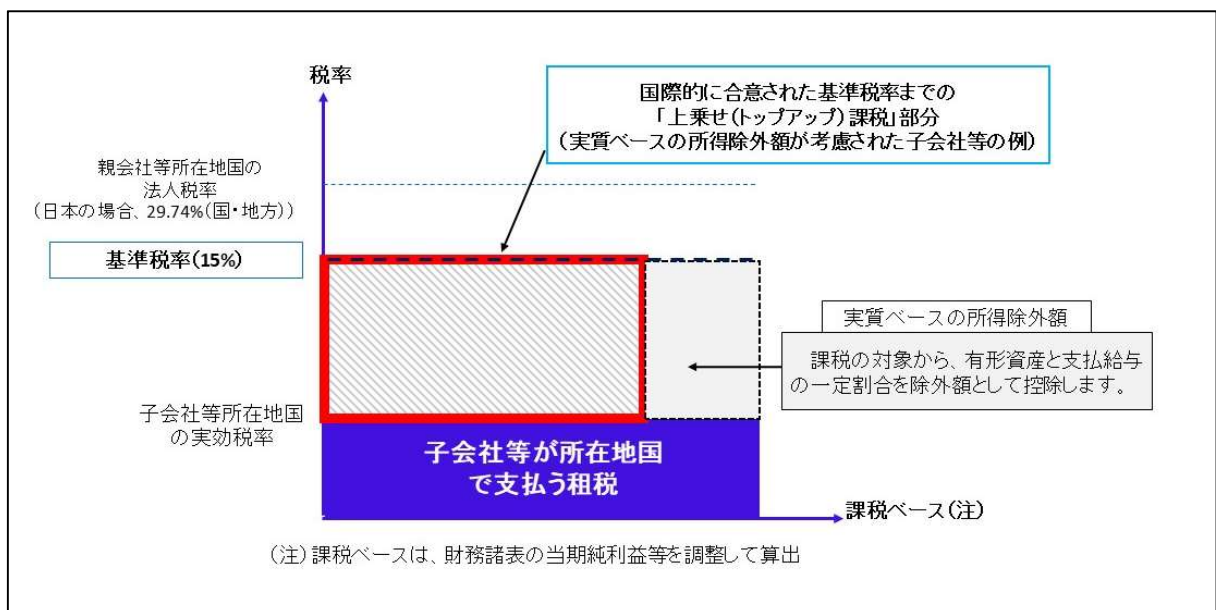 税率
国際的に合意された基準税率までの
「上乗せ(トップアップ)課税」部分
(実質ベースの所得除外額が考慮された子会社等の例)
親会社等所在地国の
法人税率
(日本の場合、29.74%(国・地方))
基準税率(15%)
実質ベースの所得除外額
課税の対象から、有形資産と支払給与
の一定割合を除外額として控除します。
子会社等所在地国
の実効税率
子会社等が所在地国
で支払う租税
課税ベース(注)
(注)課税ベースは、財務諸表の当期純利益等を調整して算出